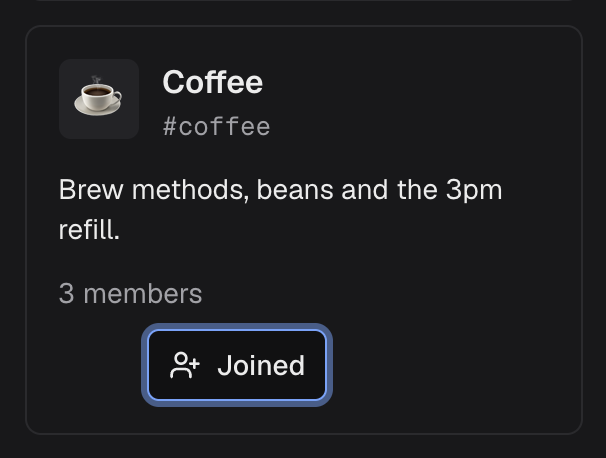 Coffee
#coffee
Brew methods, beans and the 3pm
refill.
3 members
Joined